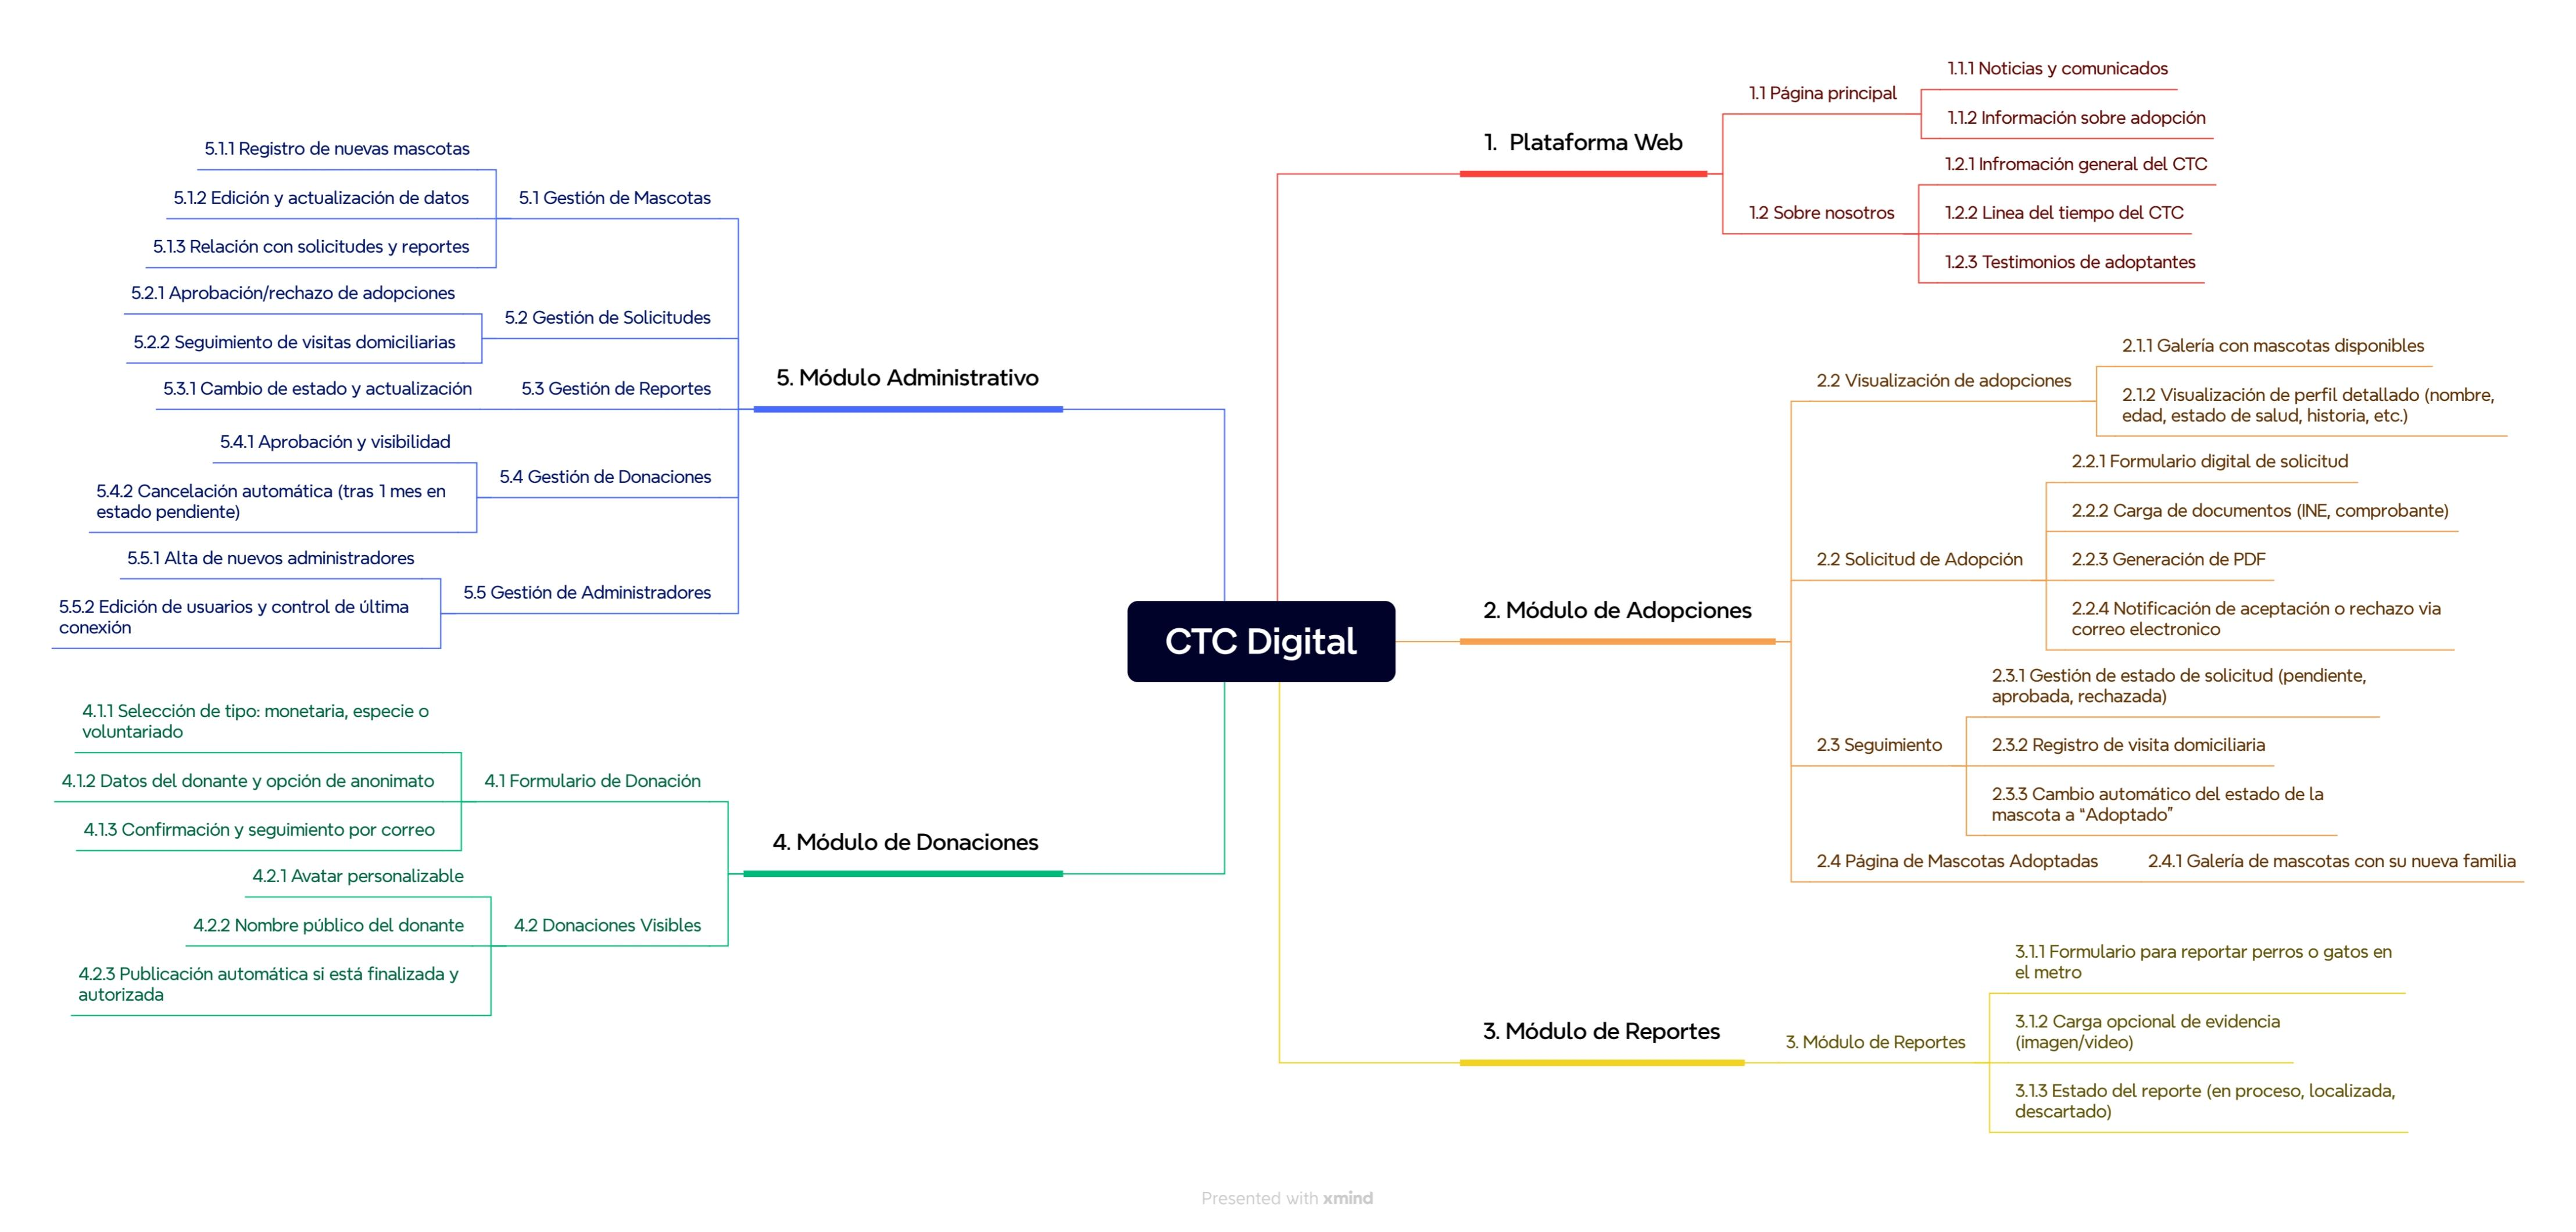 CTC Digital
1. Plataforma Web
1.1 Página principal
1.1.1 Noticias y comunicados
1.1.2 Información sobre adopción
1.2 Sobre nosotros
1.2.1 Infromación general del CTC
1.2.2 Linea del tiempo del CTC
1.2.3 Testimonios de adoptantes
2. Módulo de Adopciones
2.2 Visualización de adopciones
2.1.1 Galería con mascotas disponibles
2.1.2 Visualización de perfil detallado (nombre,
edad, estado de salud, historia, etc.)
2.2 Solicitud de Adopción
2.2.1 Formulario digital de solicitud
2.2.2 Carga de documentos (INE, comprobante)
2.2.3 Generación de PDF
2.2.4 Notificación de aceptación o rechazo via
correo electronico
2.3 Seguimiento
2.3.1 Gestión de estado de solicitud (pendiente,
aprobada, rechazada)
2.3.2 Registro de visita domiciliaria
2.3.3 Cambio automático del estado de la
mascota a “Adoptado”
2.4 Página de Mascotas Adoptadas
2.4.1 Galería de mascotas con su nueva familia
3. Módulo de Reportes
3. Módulo de Reportes
3.1.1 Formulario para reportar perros o gatos en
el metro
3.1.2 Carga opcional de evidencia
(imagen/video)
3.1.3 Estado del reporte (en proceso, localizada,
descartado)
4. Módulo de Donaciones
4.1 Formulario de Donación
4.1.1 Selección de tipo: monetaria, especie o
voluntariado
4.1.2 Datos del donante y opción de anonimato
4.1.3 Confirmación y seguimiento por correo
4.2 Donaciones Visibles
4.2.1 Avatar personalizable
4.2.2 Nombre público del donante
4.2.3 Publicación automática si está finalizada y
autorizada
5. Módulo Administrativo
5.1 Gestión de Mascotas
5.1.1 Registro de nuevas mascotas
5.1.2 Edición y actualización de datos
5.1.3 Relación con solicitudes y reportes
5.2 Gestión de Solicitudes
5.2.1 Aprobación/rechazo de adopciones
5.2.2 Seguimiento de visitas domiciliarias
5.3 Gestión de Reportes
5.3.1 Cambio de estado y actualización
5.4 Gestión de Donaciones
5.4.1 Aprobación y visibilidad
5.4.2 Cancelación automática (tras 1 mes en
estado pendiente)
5.5 Gestión de Administradores
5.5.1 Alta de nuevos administradores
5.5.2 Edición de usuarios y control de última
conexión
Presented with xmind